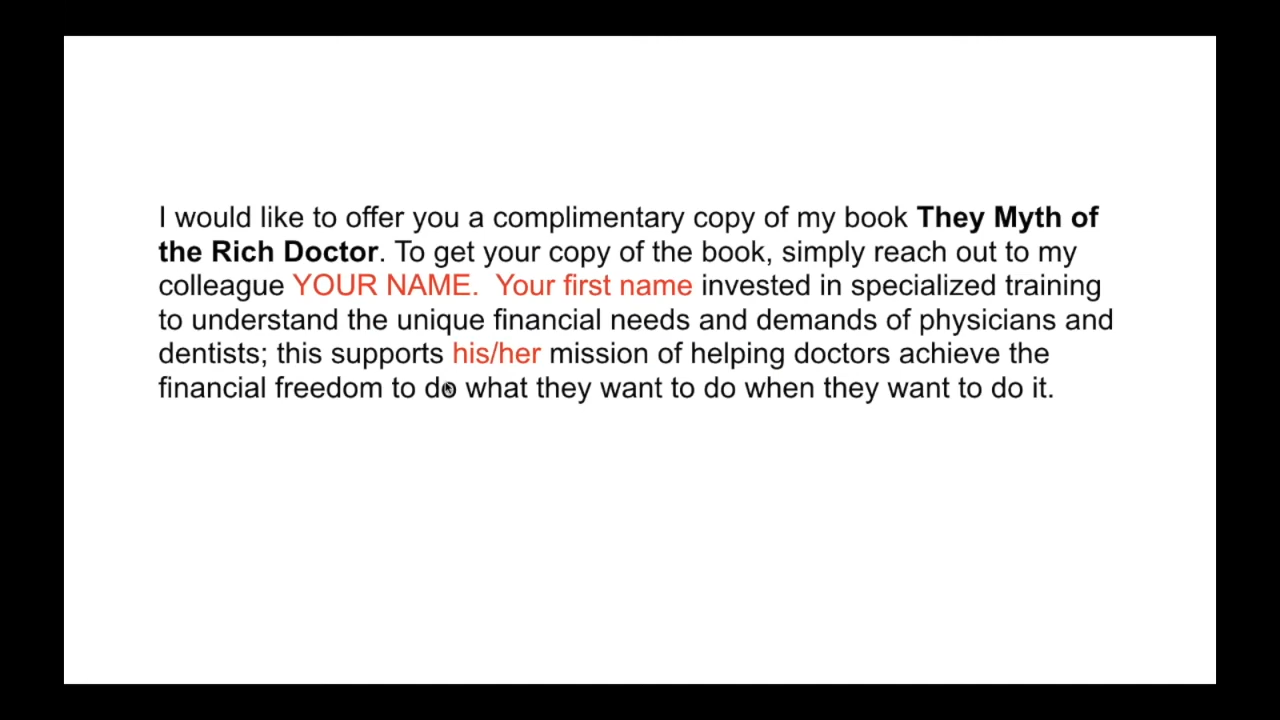 I would like to offer you a complimentary copy of my book They Myth of
the Rich Doctor. To get your copy of the book, simply reach out to my
colleague YOUR NAME.  Your first name invested in specialized training
to understand the unique financial needs and demands of physicians and
dentists; this supports his/her mission of helping doctors achieve the
financial freedom to do what they want to do when they want to do it.